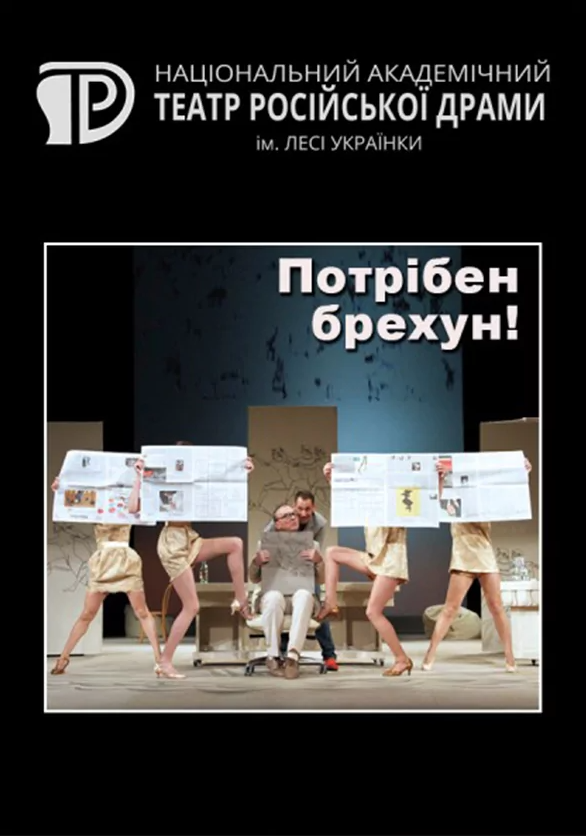 НАЦІОНАЛЬНИЙ АКАДЕМІЧНИЙ
ТЕАТР РОСІЙСЬКОЇ ДРАМИ
ім. ЛЕСІ УКРАЇНКИ
Потрібен
брехун!